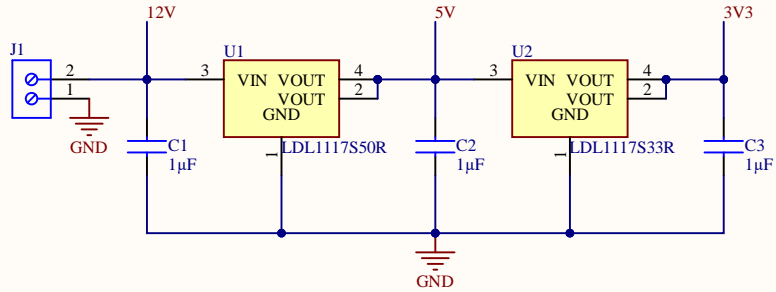 12V
5V
3V3
J1
U1
U2
2
3
VIN
VOUT
4
3
VIN
VOUT
4
1
VOUT
2
VOUT
2
GND
GND
GND
1
LDL1117S50R
1
LDL1117S33R
C1
1µF
C2
1µF
C3
1µF
GND